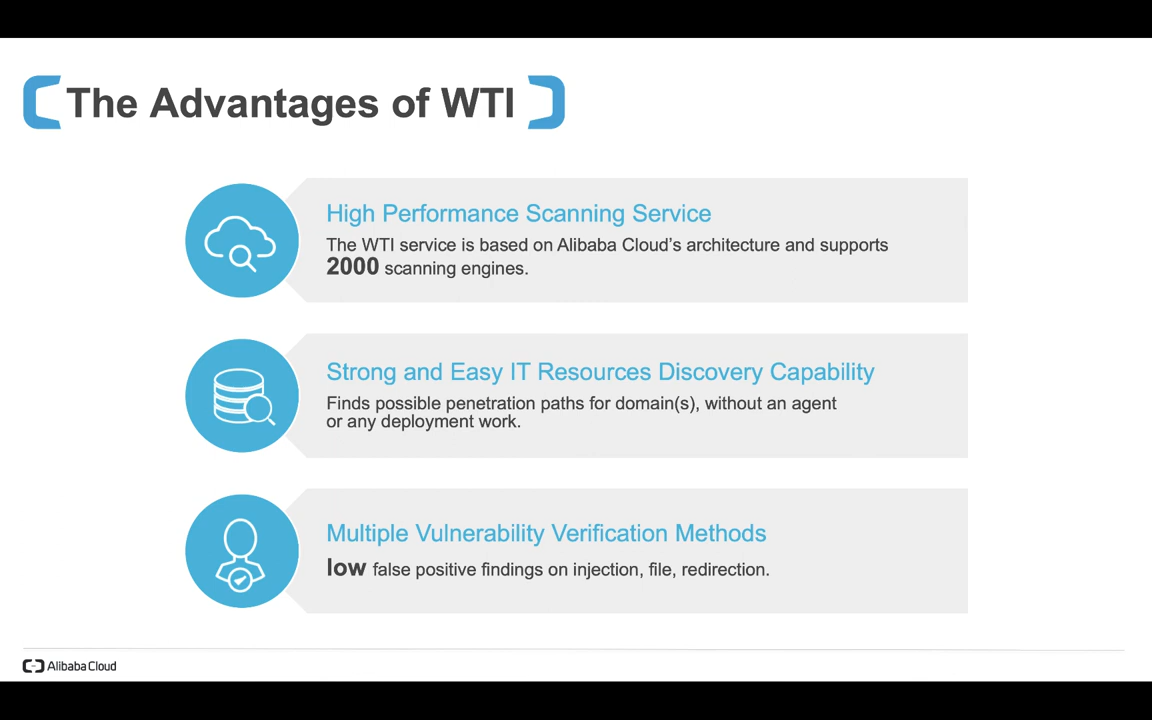 The Advantages of WTI
High Performance Scanning Service
The WTI service is based on Alibaba Cloud’s architecture and supports
2000 scanning engines.
Strong and Easy IT Resources Discovery Capability
Finds possible penetration paths for domain(s), without an agent
or any deployment work.
Multiple Vulnerability Verification Methods
low false positive findings on injection, file, redirection.
Alibaba Cloud